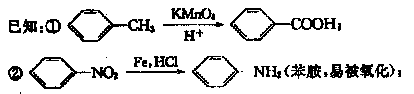 已知:① —CH₃ KMnO₄ H⁺ —COOH;
② —NO₂ Fe,HCl NH₂(苯胺,易被氧化);